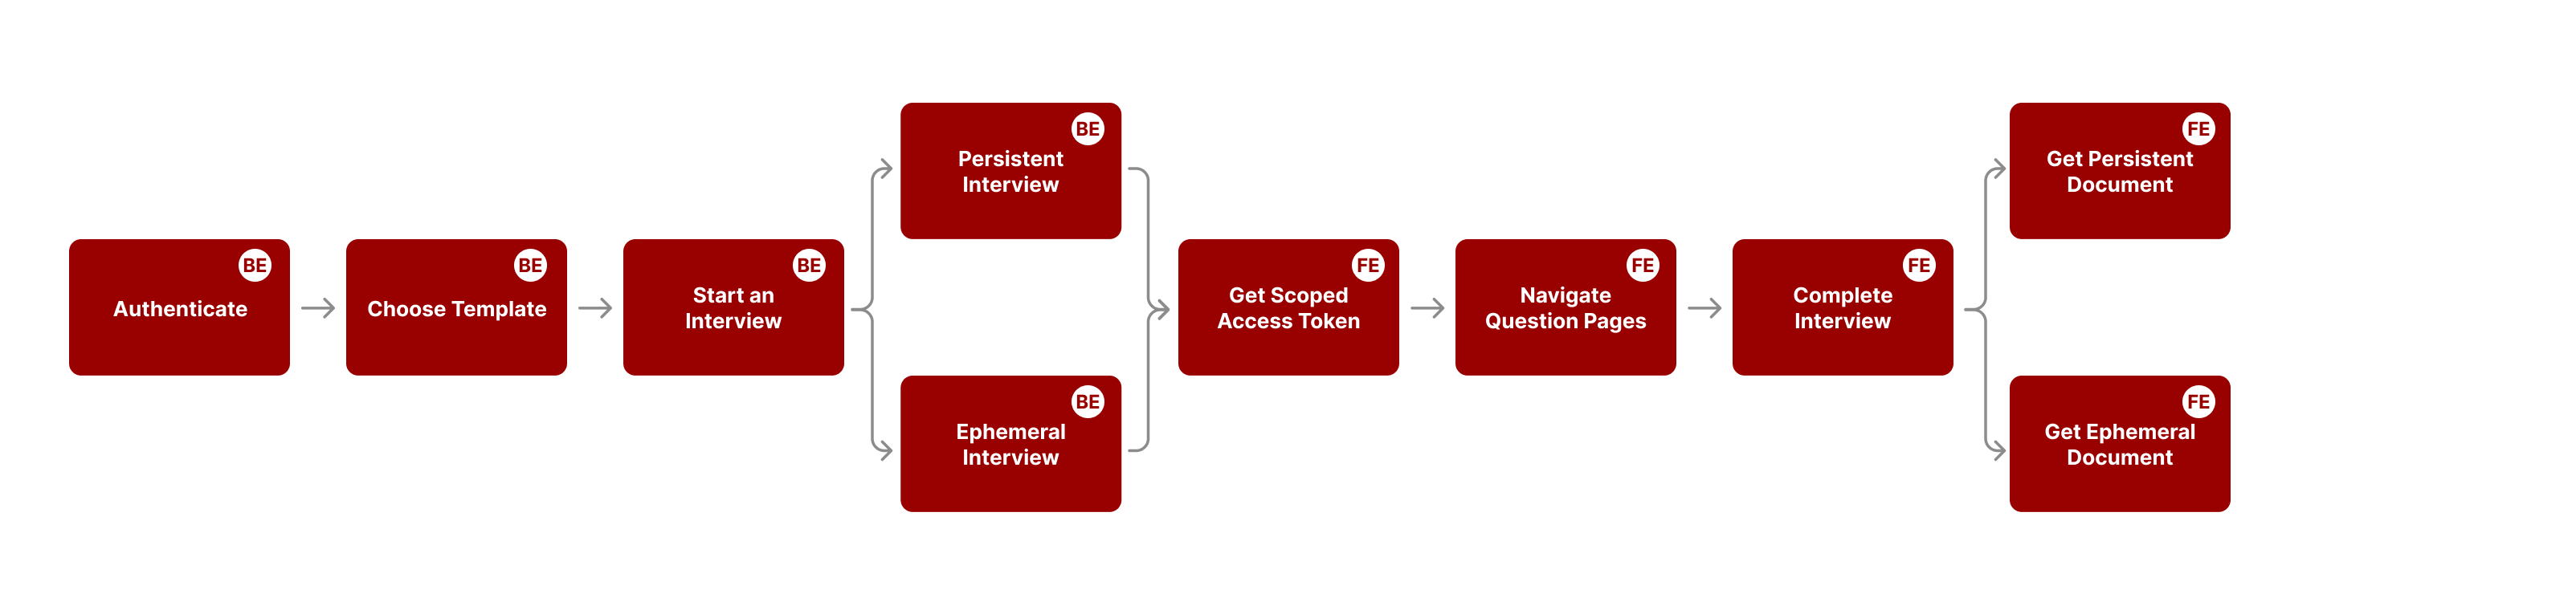 BE
Authenticate
BE
Choose Template
BE
Start an
Interview
BE
Persistent
Interview
BE
Ephemeral
Interview
FE
Get Scoped
Access Token
FE
Navigate
Question Pages
FE
Complete
Interview
FE
Get Persistent
Document
FE
Get Ephemeral
Document